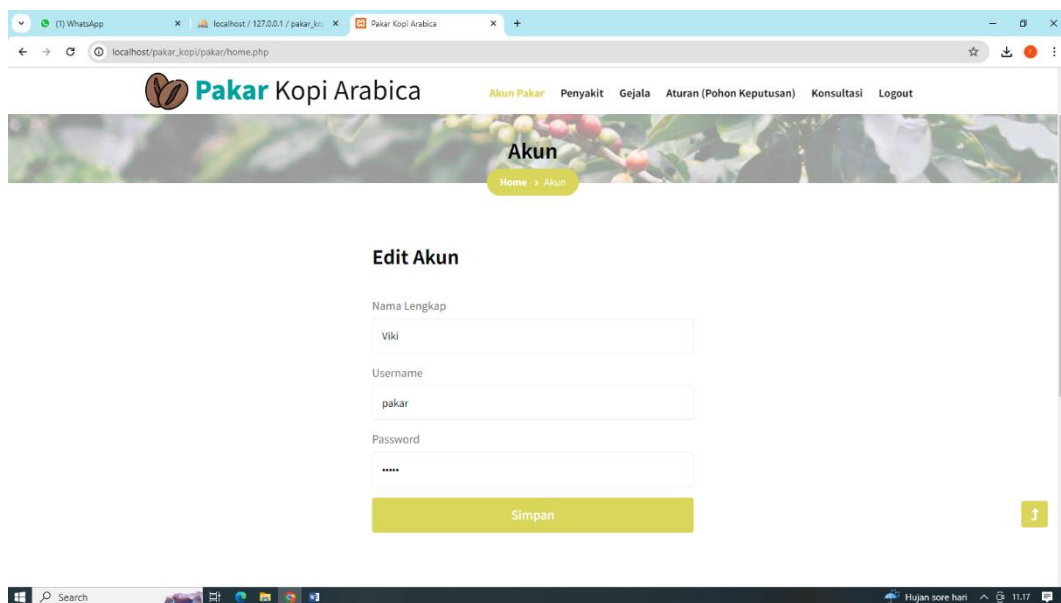 (1) WhatsApp
localhost / 127.0.0.1 / pakar_ko
Pakar Kopi Arabica
localhost/pakar_kopi/pakar/home.php
Pakar Kopi Arabica
Akun Pakar Penyakit Gejala Aturan (Pohon Keputusan) Konsultasi Logout
Akun
Home › Akun
Edit Akun
Nama Lengkap
Viki
Username
pakar
Password
•••••
Simpan
Search
Hujan sore hari
11.17